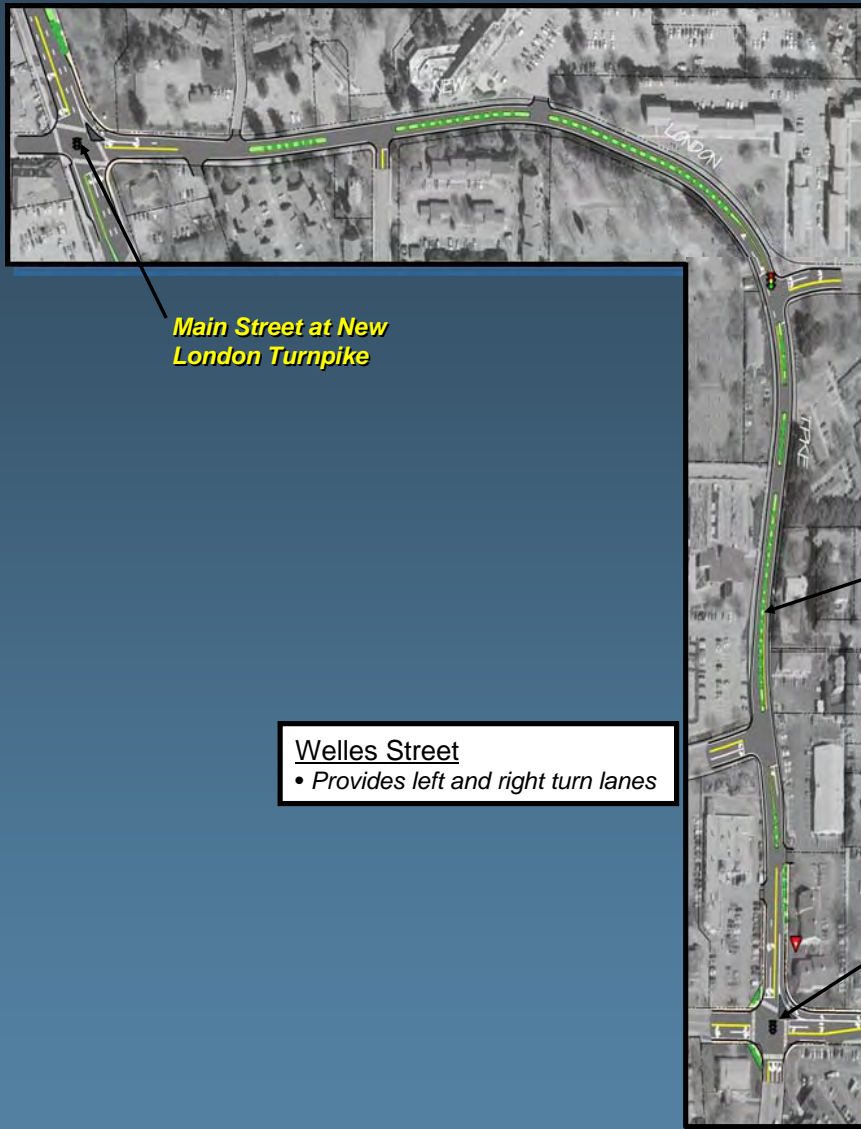 NEW
LONDON
TPKE
Main Street at New
London Turnpike
Welles Street
• Provides left and right turn lanes